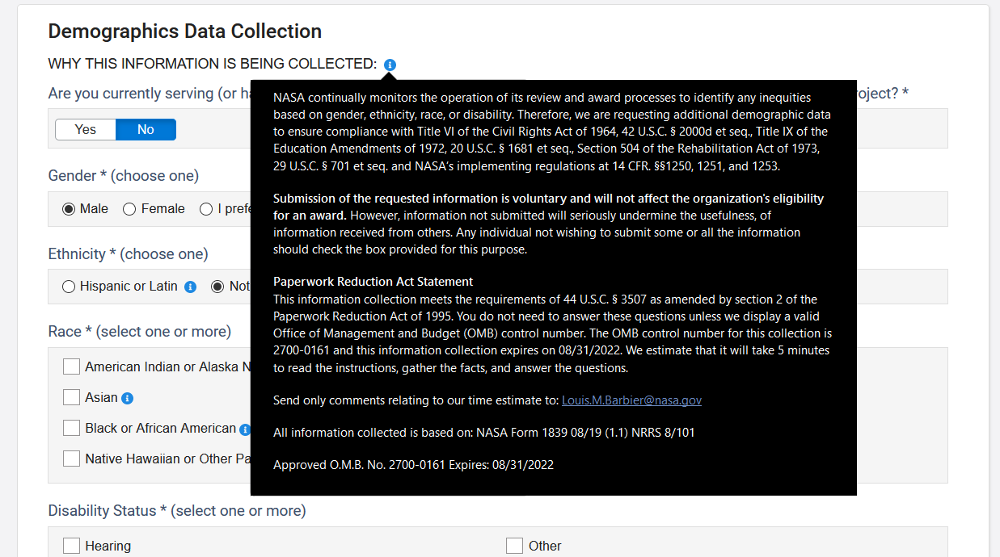 Demographics Data Collection
WHY THIS INFORMATION IS BEING COLLECTED:
Are you currently serving (or
oject? *
Yes
No
NASA continually monitors the operation of its review and award processes to identify any inequities
based on gender, ethnicity, race, or disability. Therefore, we are requesting additional demographic data
to ensure compliance with Title VI of the Civil Rights Act of 1964, 42 U.S.C. § 2000d et seq., Title IX of the
Education Amendments of 1972, 20 U.S.C. § 1681 et seq., Section 504 of the Rehabilitation Act of 1973,
29 U.S.C. § 701 et seq. and NASA's implementing regulations at 14 CFR. §§1250, 1251, and 1253.
Submission of the requested information is voluntary and will not affect the organization's eligibility
for an award. However, information not submitted will seriously undermine the usefulness, of
information received from others. Any individual not wishing to submit some or all the information
should check the box provided for this purpose.
Paperwork Reduction Act Statement
This information collection meets the requirements of 44 U.S.C. § 3507 as amended by section 2 of the
Paperwork Reduction Act of 1995. You do not need to answer these questions unless we display a valid
Office of Management and Budget (OMB) control number. The OMB control number for this collection is
2700-0161 and this information collection expires on 08/31/2022. We estimate that it will take 5 minutes
to read the instructions, gather the facts, and answer the questions.
Send only comments relating to our time estimate to: Louis.M.Barbier@nasa.gov
All information collected is based on: NASA Form 1839 08/19 (1.1) NRRS 8/101
Approved O.M.B. No. 2700-0161 Expires: 08/31/2022
Gender * (choose one)
Male Female I prefe
Ethnicity * (choose one)
Hispanic or Latin Not
Race * (select one or more)
American Indian or Alaska N
Asian
Black or African American
Native Hawaiian or Other Pa
Disability Status * (select one or more)
Hearing
Other